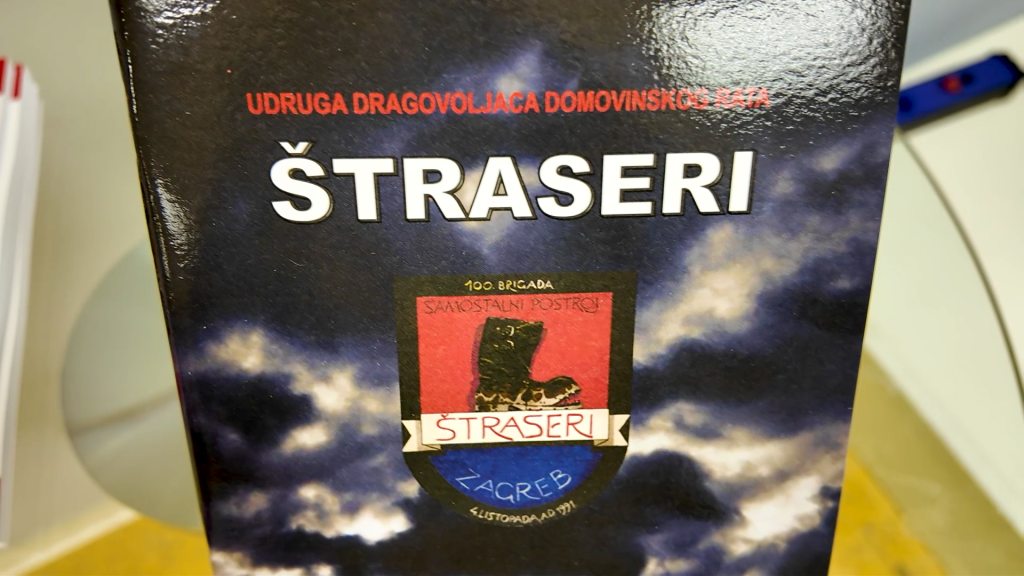 UDRUGA DRAGOVOLJACA DOMOVINSKOG RATA
ŠTRASERI
100. BRIGADA
SAMOSTALNI POSTROJ
ŠTRASERI
ZAGREB
4. LISTOPADA, AD 1991